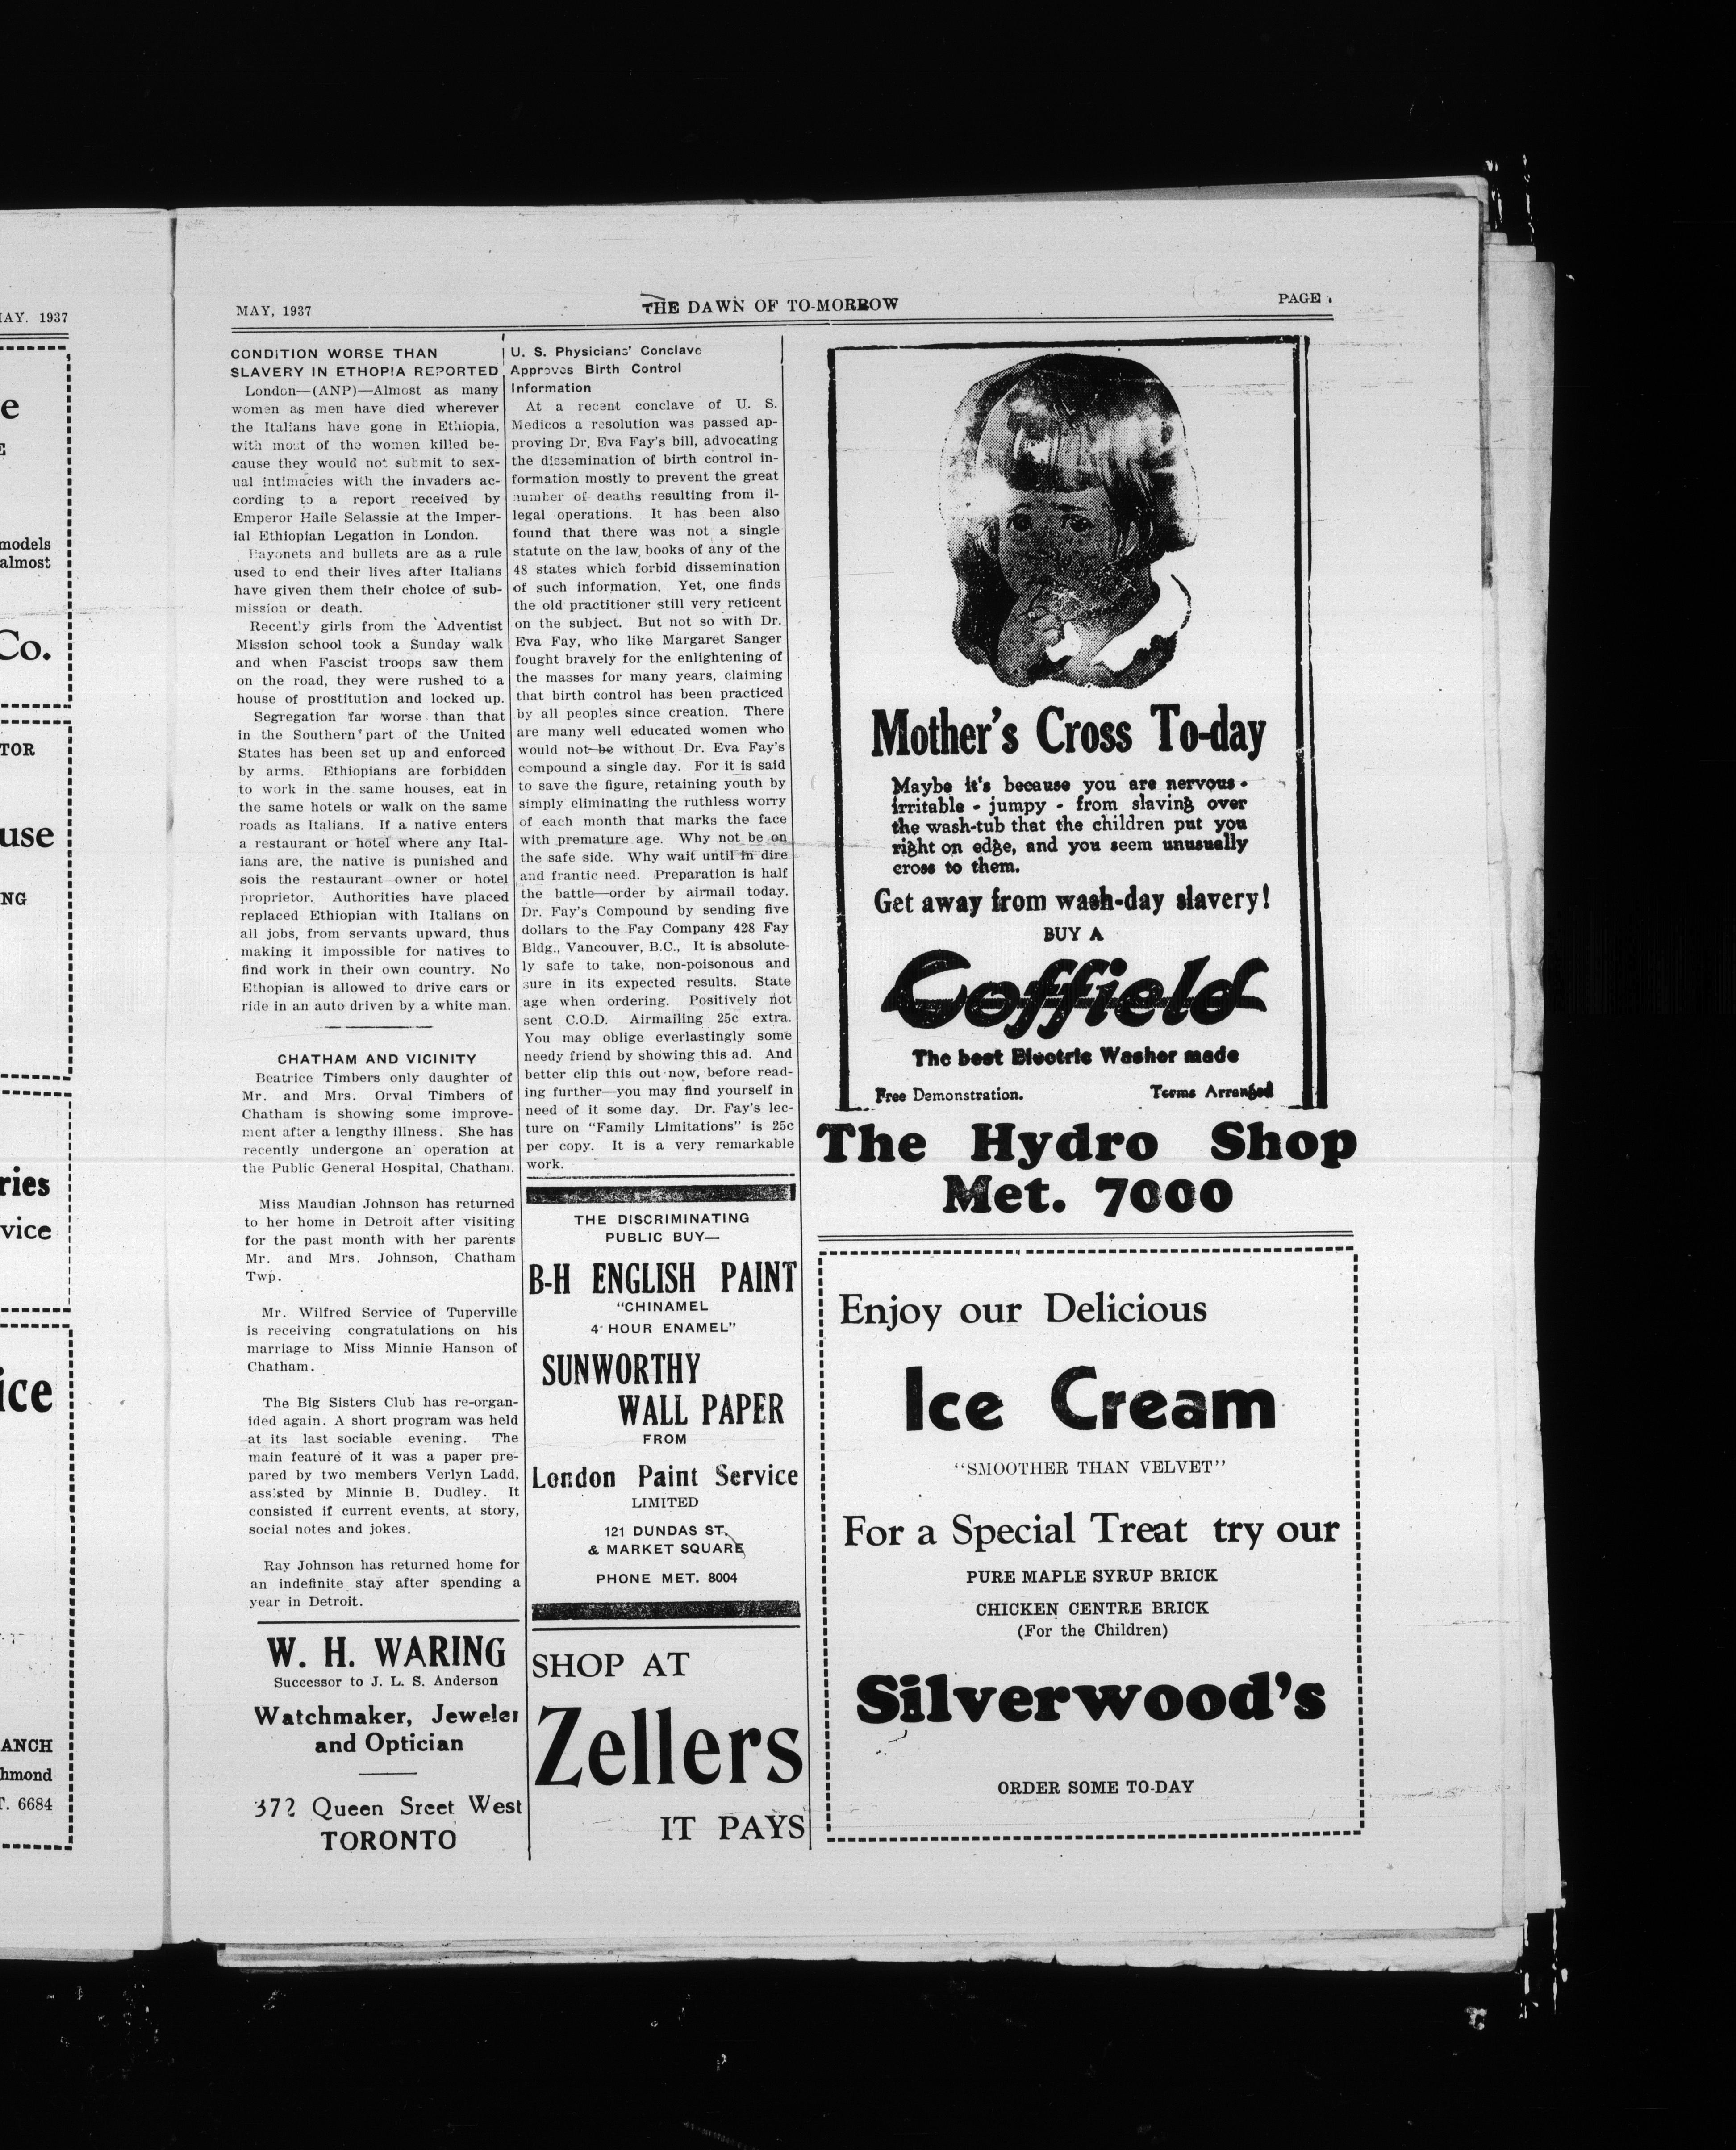 IAY. 1937
e
models
almost
Co.
TOR
use
NG
ries
vice
ice
ANCH
hmond
T. 6684
MAY, 1937
THE DAWN OF TO-MORROW
PAGE
CONDITION WORSE THAN
SLAVERY IN ETHOPIA REPORTED
London—(ANP)—Almost as many
women as men have died wherever
the Italians have gone in Ethiopia,
with most of the women killed be-
cause they would not submit to sex-
ual intimacies with the invaders ac-
cording to a report received by
Emperor Haile Selassie at the Imper-
ial Ethiopian Legation in London.
Bayonets and bullets are as a rule
used to end their lives after Italians
have given them their choice of sub-
mission or death.
Recently girls from the Adventist
Mission school took a Sunday walk
and when Fascist troops saw them
on the road, they were rushed to a
house of prostitution and locked up.
Segregation far worse than that
in the Southern part of the United
States has been set up and enforced
by arms. Ethiopians are forbidden
to work in the same houses, eat in
the same hotels or walk on the same
roads as Italians. If a native enters
a restaurant or hotel where any Ital-
ians are, the native is punished and
sois the restaurant owner or hotel
proprietor. Authorities have placed
replaced Ethiopian with Italians on
all jobs, from servants upward, thus
making it impossible for natives to
find work in their own country. No
Ethopian is allowed to drive cars or
ride in an auto driven by a white man.
CHATHAM AND VICINITY
Beatrice Timbers only daughter of
Mr. and Mrs. Orval Timbers of
Chatham is showing some improve-
ment after a lengthy illness. She has
recently undergone an operation at
the Public General Hospital, Chatham.
Miss Maudian Johnson has returned
to her home in Detroit after visiting
for the past month with her parents
Mr. and Mrs. Johnson, Chatham
Twp.
Mr. Wilfred Service of Tuperville
is receiving congratulations on his
marriage to Miss Minnie Hanson of
Chatham.
The Big Sisters Club has re-organ-
ided again. A short program was held
at its last sociable evening. The
main feature of it was a paper pre-
pared by two members Verlyn Ladd,
assisted by Minnie B. Dudley. It
consisted if current events, at story,
social notes and jokes.
Ray Johnson has returned home for
an indefinite stay after spending a
year in Detroit.
W. H. WARING
Successor to J. L. S. Anderson
Watchmaker, Jeweler
and Optician
372 Queen Sreet West
TORONTO
U. S. Physicians' Conclave
Approves Birth Control
Information
At a recent conclave of U. S.
Medicos a resolution was passed ap-
proving Dr. Eva Fay's bill, advocating
the dissemination of birth control in-
formation mostly to prevent the great
number of deaths resulting from il-
legal operations. It has been also
found that there was not a single
statute on the law books of any of the
48 states which forbid dissemination
of such information. Yet, one finds
the old practitioner still very reticent
on the subject. But not so with Dr.
Eva Fay, who like Margaret Sanger
fought bravely for the enlightening of
the masses for many years, claiming
that birth control has been practiced
by all peoples since creation. There
are many well educated women who
would not be without Dr. Eva Fay's
compound a single day. For it is said
to save the figure, retaining youth by
simply eliminating the ruthless worry
of each month that marks the face
with premature age. Why not be on
the safe side. Why wait until in dire
and frantic need. Preparation is half
the battle—order by airmail today.
Dr. Fay's Compound by sending five
dollars to the Fay Company 428 Fay
Bldg., Vancouver, B.C., It is absolute-
ly safe to take, non-poisonous and
sure in its expected results. State
age when ordering. Positively not
sent C.O.D. Airmailing 25c extra.
You may oblige everlastingly some
needy friend by showing this ad. And
better clip this out now, before read-
ing further—you may find yourself in
need of it some day. Dr. Fay's lec-
ture on "Family Limitations" is 25c
per copy. It is a very remarkable
work.
THE DISCRIMINATING
PUBLIC BUY—
B-H ENGLISH PAINT
"CHINAMEL
4 HOUR ENAMEL"
SUNWORTHY
WALL PAPER
FROM
London Paint Service
LIMITED
121 DUNDAS ST.
& MARKET SQUARE
PHONE MET. 8004
SHOP AT
Zellers
IT PAYS
Mother's Cross To-day
Maybe it's because you are nervous -
irritable - jumpy - from slaving over
the wash-tub that the children put you
right on edge, and you seem unusually
cross to them.
Get away from wash-day slavery!
BUY A
Coffield
The best Electric Washer made
Free Demonstration. Terms Arranged
The Hydro Shop
Met. 7000
Enjoy our Delicious
Ice Cream
"SMOOTHER THAN VELVET"
For a Special Treat try our
PURE MAPLE SYRUP BRICK
CHICKEN CENTRE BRICK
(For the Children)
Silverwood's
ORDER SOME TO-DAY